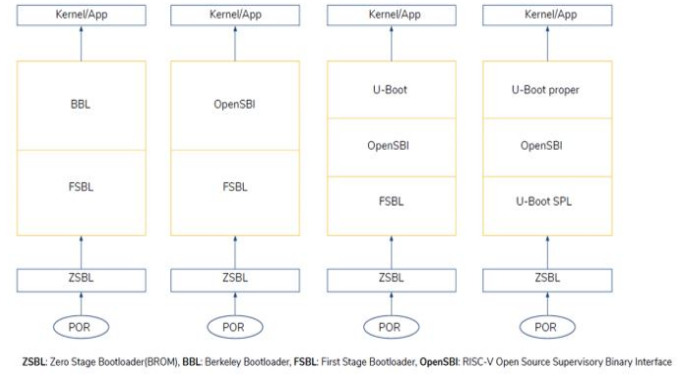 Kernel/App Kernel/App Kernel/App Kernel/App
BBL OpenSBI U-Boot U-Boot proper
OpenSBI OpenSBI
FSBL FSBL FSBL U-Boot SPL
ZSBL ZSBL ZSBL ZSBL
POR POR POR POR
ZSBL: Zero Stage Bootloader(BROM), BBL: Berkeley Bootloader, FSBL: First Stage Bootloader, OpenSBI: RISC-V Open Source Supervisory Binary Interface